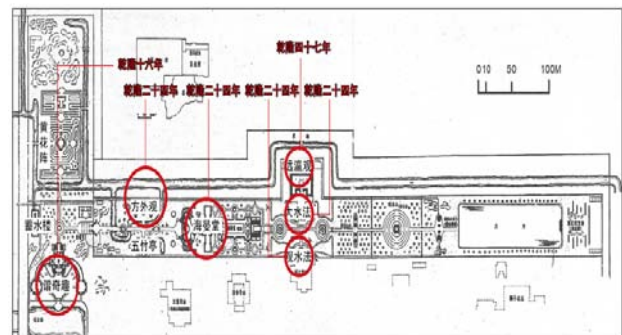 乾隆四十七年
乾隆十六年
乾隆二十四年
乾隆二十四年
乾隆二十四年
乾隆二十四年
010 50 100M
黄花阵
远瀛观
方外观
大水法
蓄水楼
海晏堂
五竹亭
观水法
谐奇趣